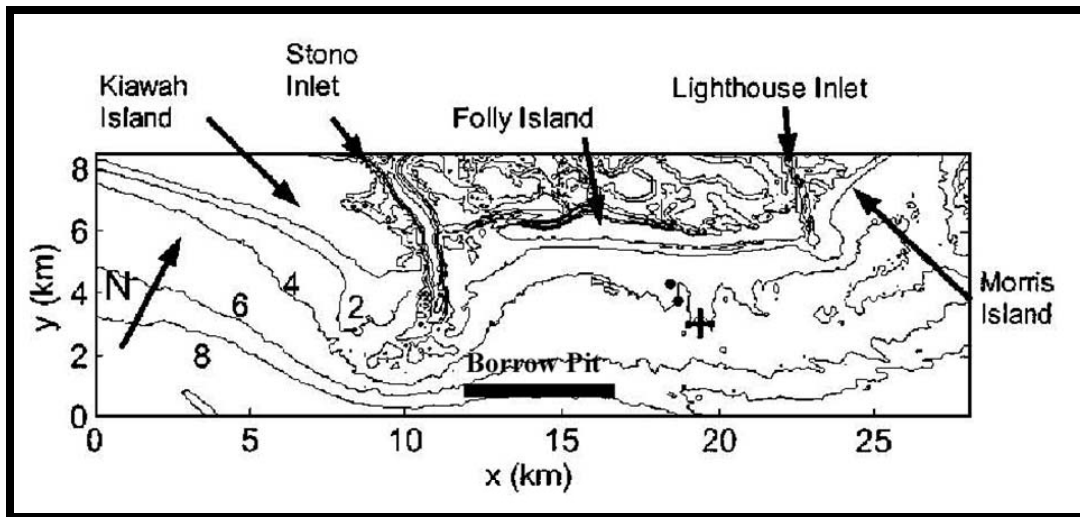 Stono
Inlet
Kiawah
Island
Folly Island
Lighthouse Inlet
8
6
4
2
0
y (km)
N
4
6
8
2
Borrow Pit
Morris
Island
0
5
10
15
20
25
x (km)